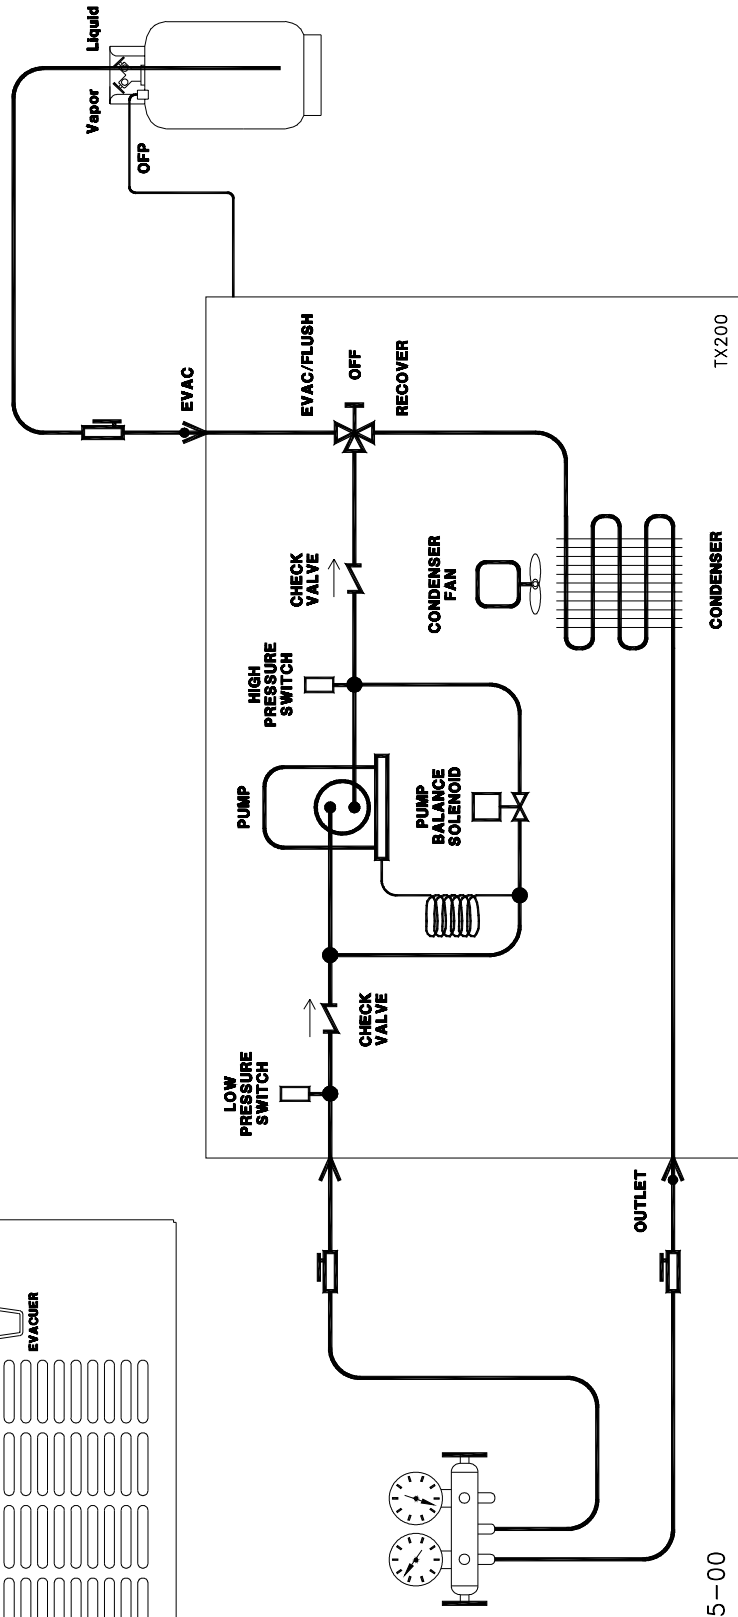 Liquid
Vapor
OFP
EVAC
EVAC/FLUSH
OFF
RECOVER
TX200
CHECK
VALVE
CONDENSER
FAN
CONDENSER
HIGH
PRESSURE
SWITCH
PUMP
PUMP
BALANCE
SOLENOID
CHECK
VALVE
LOW
PRESSURE
SWITCH
OUTLET
EVACUER
5-00